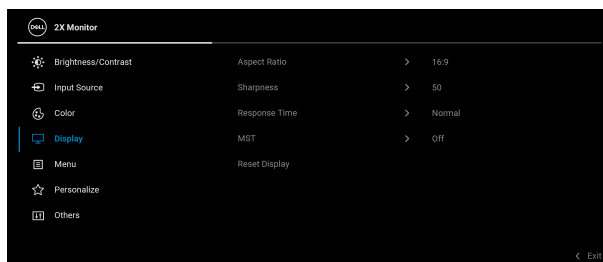 DELL 2X Monitor
Brightness/Contrast Aspect Ratio > 16:9
Input Source Sharpness > 50
Color Response Time > Normal
Display MST > Off
Menu Reset Display
Personalize
Others
< Exit